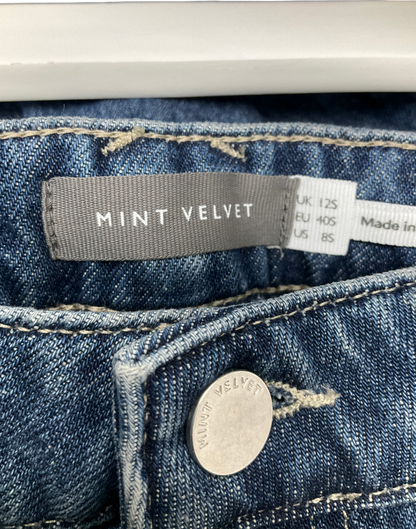 MINT VELVET
UK 12S
EU 40S
US 8S
Made in
MINT VELVET